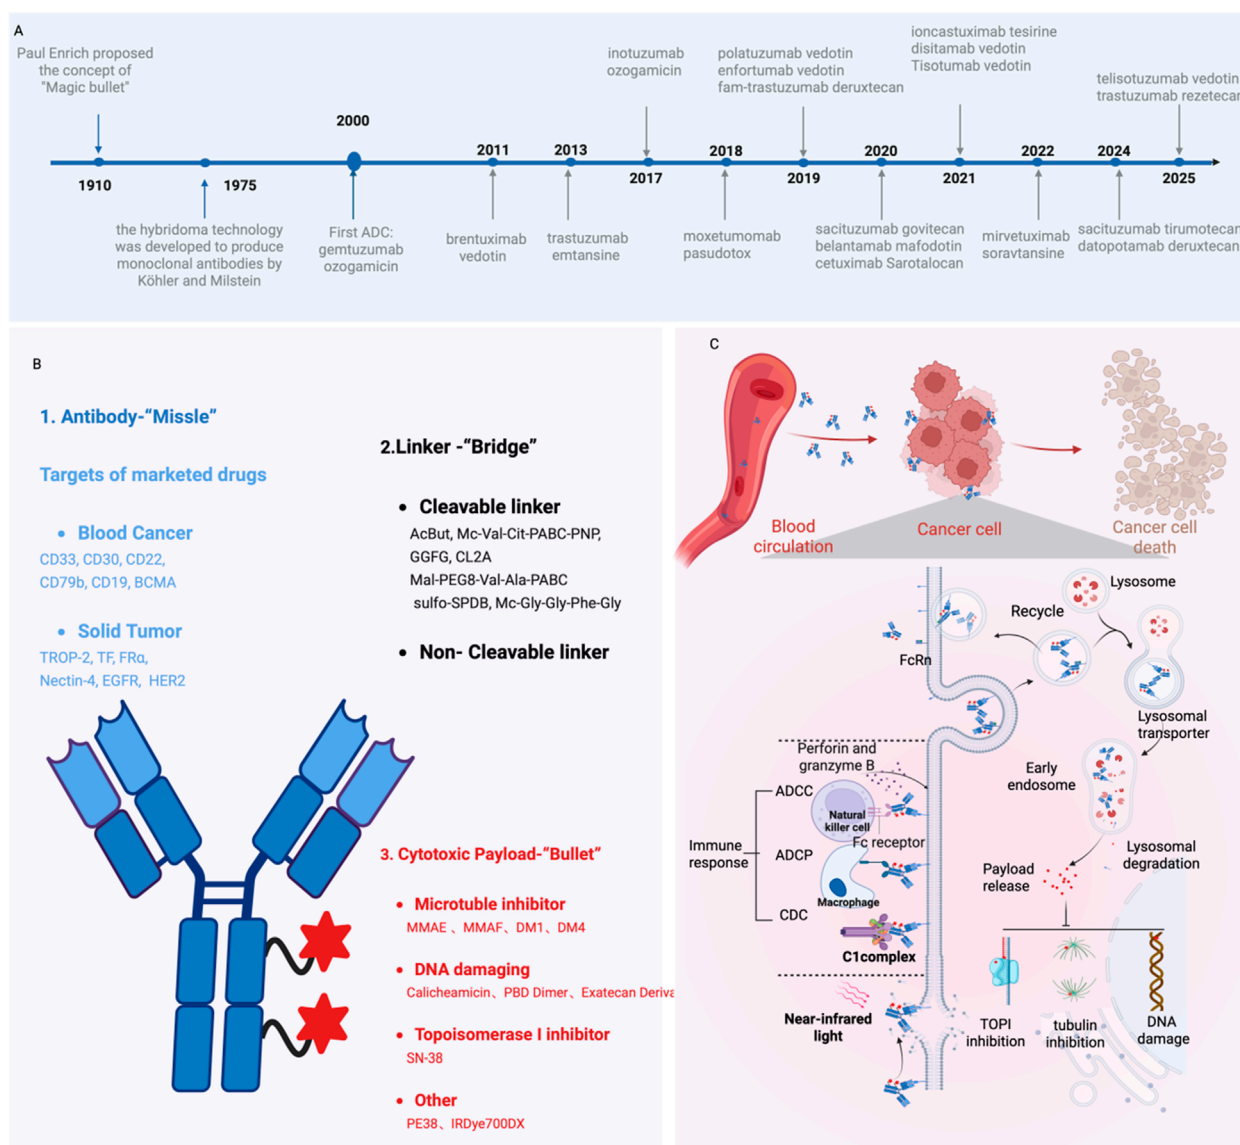 A
Paul Enrich proposed
the concept of
"Magic bullet"
inotuzumab
ozogamicin
polatuzumab vedotin
enfortumab vedotin
fam-trastuzumab deruxtecan
ioncastuximab tesirine
disitamab vedotin
Tisotumab vedotin
telisotuzumab vedotin
trastuzumab rezetecan
2000
2011
2013
2018
2020
2022
2024
1910
1975
2017
2019
2021
2025
the hybridoma technology
was developed to produce
monoclonal antibodies by
Köhler and Milstein
First ADC:
gemtuzumab
ozogamicin
brentuximab
vedotin
trastuzumab
emtansine
moxetumomab
pasudotox
sacituzumab govitecan
belantamab mafodotin
cetuximab Sarotalocan
mirvetuximab
soravtansine
sacituzumab tirumotecan
datopotamab deruxtecan
B
1. Antibody-“Missle”
Targets of marketed drugs
• Blood Cancer
CD33, CD30, CD22,
CD79b, CD19, BCMA
• Solid Tumor
TROP-2, TF, FRα,
Nectin-4, EGFR, HER2
2.Linker -“Bridge”
• Cleavable linker
AcBut, Mc-Val-Cit-PABC-PNP,
GGFG, CL2A
Mal-PEG8-Val-Ala-PABC
sulfo-SPDB, Mc-Gly-Gly-Phe-Gly
• Non- Cleavable linker
3. Cytotoxic Payload-“Bullet”
• Microtuble inhibitor
MMAE 、MMAF、DM1、DM4
• DNA damaging
Calicheamicin、PBD Dimer、Exatecan Deriva
• Topoisomerase I inhibitor
SN-38
• Other
PE38、IRDye700DX
C
Blood
circulation
Cancer cell
Cancer cell
death
Lysosome
Recycle
FcRn
Lysosomal
transporter
Perforin and
granzyme B
Early
endosome
ADCC
Natural
killer cell
Fc receptor
Immune
response
ADCP
Macrophage
Lysosomal
degradation
Payload
release
CDC
C1complex
Near-infrared
light
TOPI
inhibition
tubulin
inhibition
DNA
damage